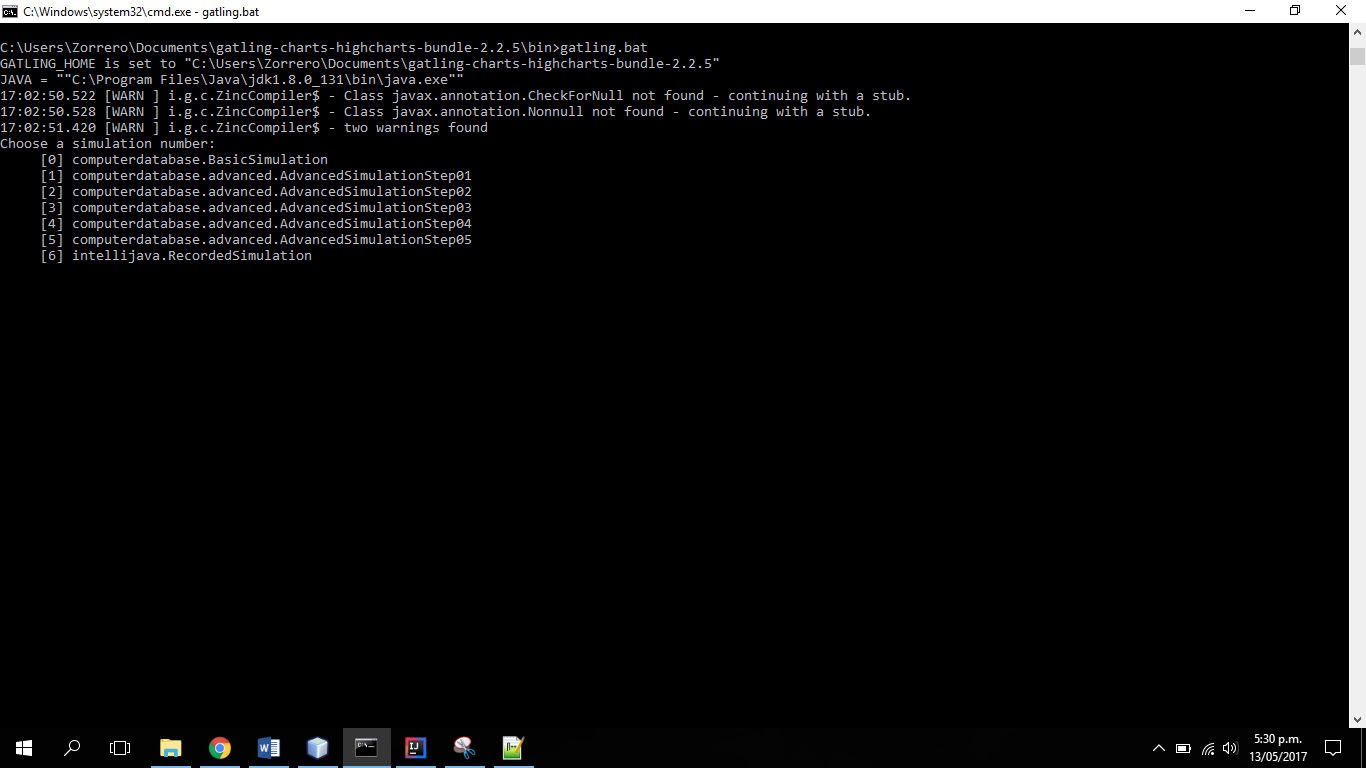 C:\Windows\system32\cmd.exe - gatling.bat
C:\Users\Zorrero\Documents\gatling-charts-highcharts-bundle-2.2.5\bin>gatling.bat
GATLING_HOME is set to "C:\Users\Zorrero\Documents\gatling-charts-highcharts-bundle-2.2.5"
JAVA = ""C:\Program Files\Java\jdk1.8.0_131\bin\java.exe""
17:02:50.522 [WARN ] i.g.c.ZincCompiler$ - Class javax.annotation.CheckForNull not found - continuing with a stub.
17:02:50.528 [WARN ] i.g.c.ZincCompiler$ - Class javax.annotation.Nonnull not found - continuing with a stub.
17:02:51.420 [WARN ] i.g.c.ZincCompiler$ - two warnings found
Choose a simulation number:
     [0] computerdatabase.BasicSimulation
     [1] computerdatabase.advanced.AdvancedSimulationStep01
     [2] computerdatabase.advanced.AdvancedSimulationStep02
     [3] computerdatabase.advanced.AdvancedSimulationStep03
     [4] computerdatabase.advanced.AdvancedSimulationStep04
     [5] computerdatabase.advanced.AdvancedSimulationStep05
     [6] intellijava.RecordedSimulation
5:30 p.m.
13/05/2017